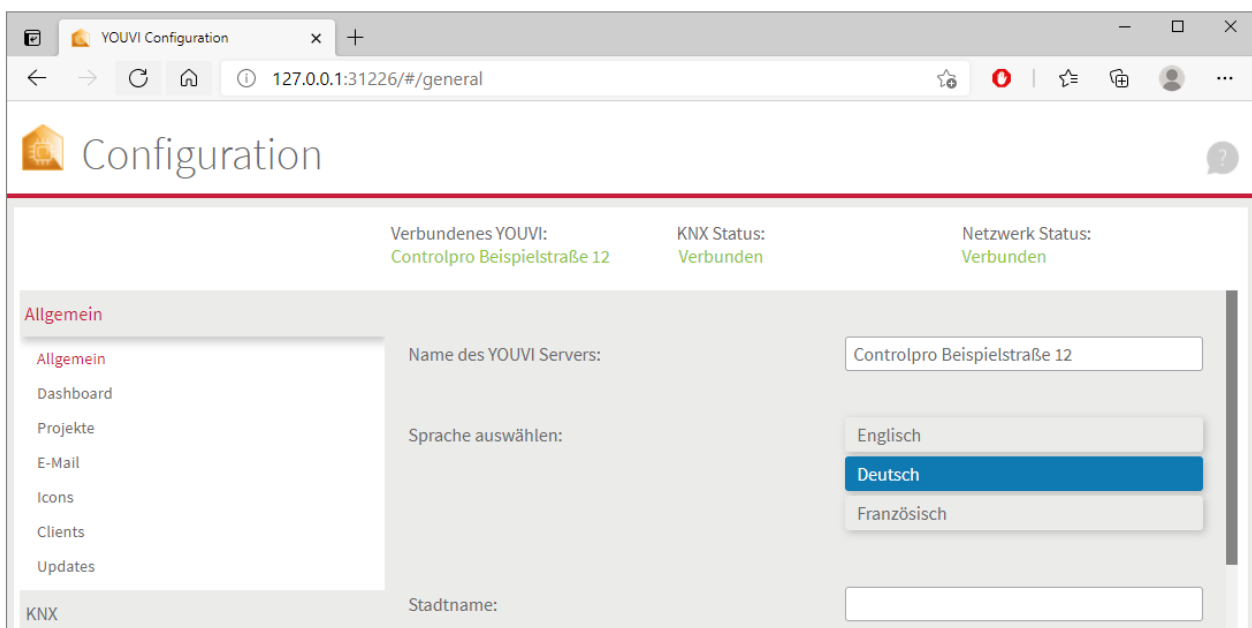 YOUVI Configuration
127.0.0.1:31226/#/general
Configuration
?
Verbundenes YOUVI: KNX Status: Netzwerk Status:
Controlpro Beispielstraße 12 Verbunden Verbunden
Allgemein
Allgemein
Dashboard
Projekte
E-Mail
Icons
Clients
Updates
KNX
Name des YOUVI Servers: Controlpro Beispielstraße 12
Sprache auswählen: Englisch
Deutsch
Französisch
Stadtname: